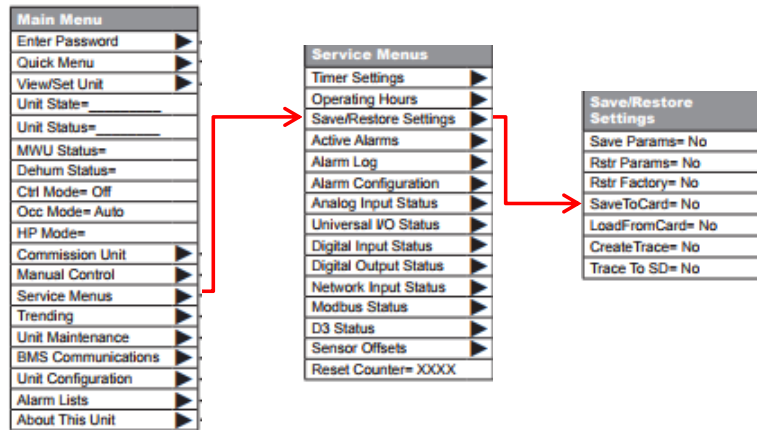 Main Menu
Enter Password
Quick Menu
View/Set Unit
Unit State=_________
Unit Status=________
MWU Status=
Dehum Status=
Ctrl Mode= Off
Occ Mode= Auto
HP Mode=
Commission Unit
Manual Control
Service Menus
Trending
Unit Maintenance
BMS Communications
Unit Configuration
Alarm Lists
About This Unit
Service Menus
Timer Settings
Operating Hours
Save/Restore Settings
Active Alarms
Alarm Log
Alarm Configuration
Analog Input Status
Universal I/O Status
Digital Input Status
Digital Output Status
Network Input Status
Modbus Status
D3 Status
Sensor Offsets
Reset Counter= XXXX
Save/Restore
Settings
Save Params= No
Rstr Params= No
Rstr Factory= No
SaveToCard= No
LoadFromCard= No
CreateTrace= No
Trace To SD= No